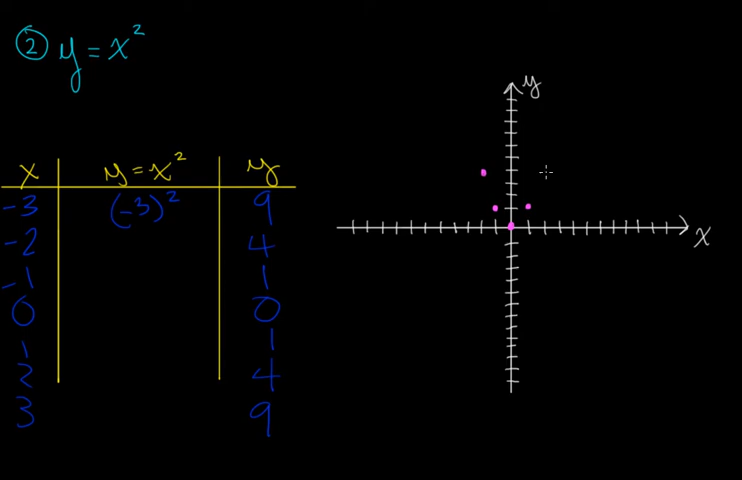 ② y = x²
y
x y = x² y
-3 (-3)² 9
-2 4
-1 1
0 0
1 1
2 4
3 9
x